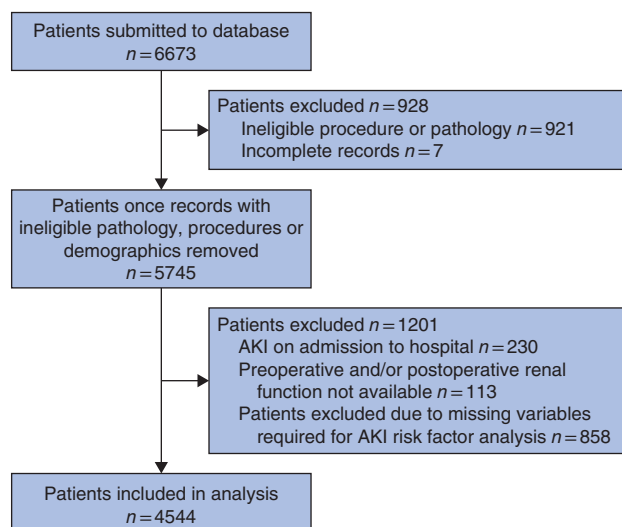 Patients submitted to database
n=6673
Patients excluded n=928
Ineligible procedure or pathology n=921
Incomplete records n=7
Patients once records with
ineligible pathology, procedures or
demographics removed
n=5745
Patients excluded n=1201
AKI on admission to hospital n=230
Preoperative and/or postoperative renal
function not available n=113
Patients excluded due to missing variables
required for AKI risk factor analysis n=858
Patients included in analysis
n=4544